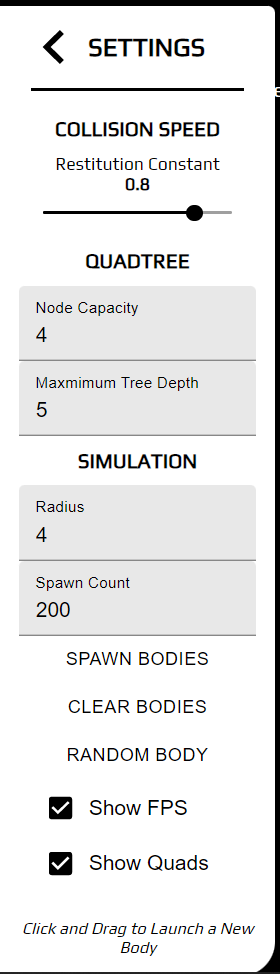 SETTINGS
COLLISION SPEED
Restitution Constant
0.8
QUADTREE
Node Capacity
4
Maxmimum Tree Depth
5
SIMULATION
Radius
4
Spawn Count
200
SPAWN BODIES
CLEAR BODIES
RANDOM BODY
Show FPS
Show Quads
Click and Drag to Launch a New
Body